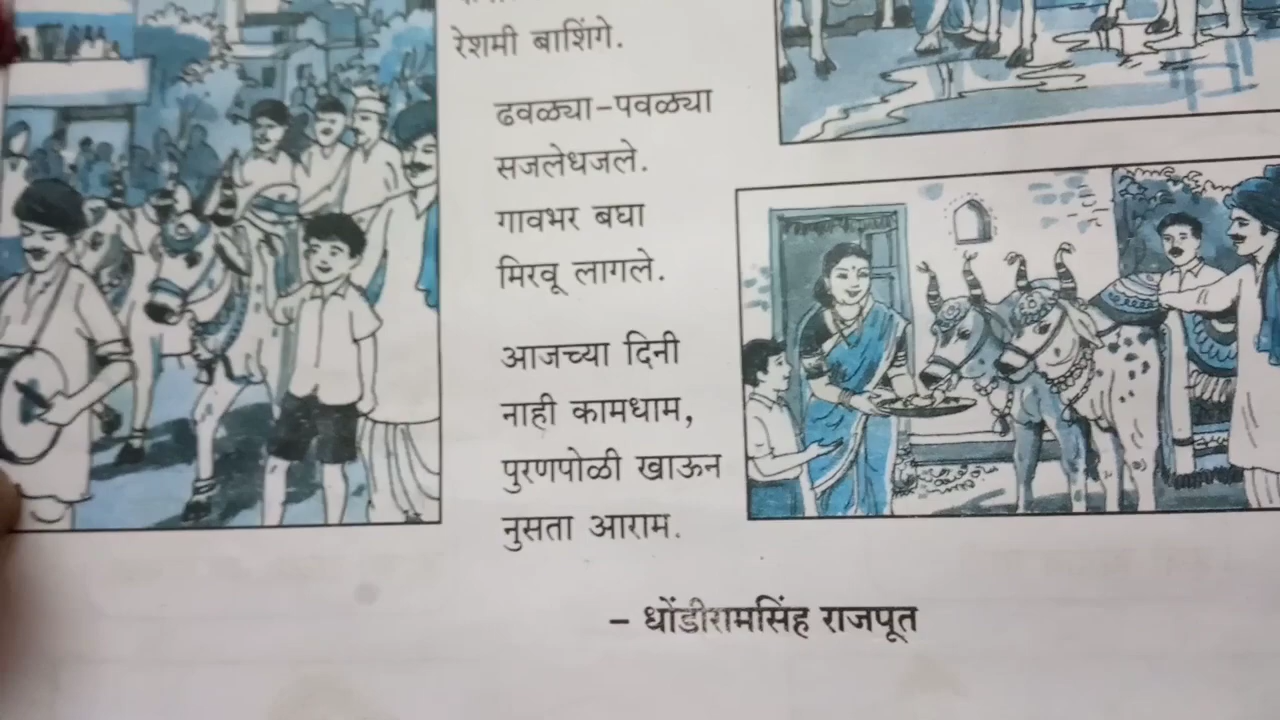 रेशमी बाशिंगे.
ढवळ्या-पवळ्या
सजलेधजले.
गावभर बघा
मिरवू लागले.
आजच्या दिनी
नाही कामधाम,
पुरणपोळी खाऊन
नुसता आराम.
– धोंडीरामसिंह राजपूत